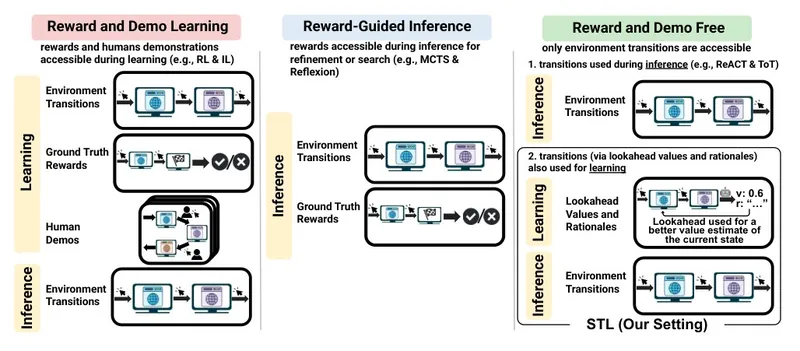 Reward and Demo Learning
rewards and humans demonstrations
accessible during learning (e.g., RL & IL)
Learning
Environment
Transitions
Ground Truth
Rewards
Human
Demos
Inference
Environment
Transitions
Reward-Guided Inference
rewards accessible during inference for
refinement or search (e.g., MCTS &
Reflexion)
Inference
Environment
Transitions
Ground Truth
Rewards
Reward and Demo Free
only environment transitions are accessible
1. transitions used during inference (e.g., ReACT & ToT)
Inference
Environment
Transitions
2. transitions (via lookahead values and rationales)
also used for learning
Learning
Lookahead
Values and
Rationales
v: 0.6
r: “...”
Lookahead used for a
better value estimate of
the current state
Inference
Environment
Transitions
STL (Our Setting)